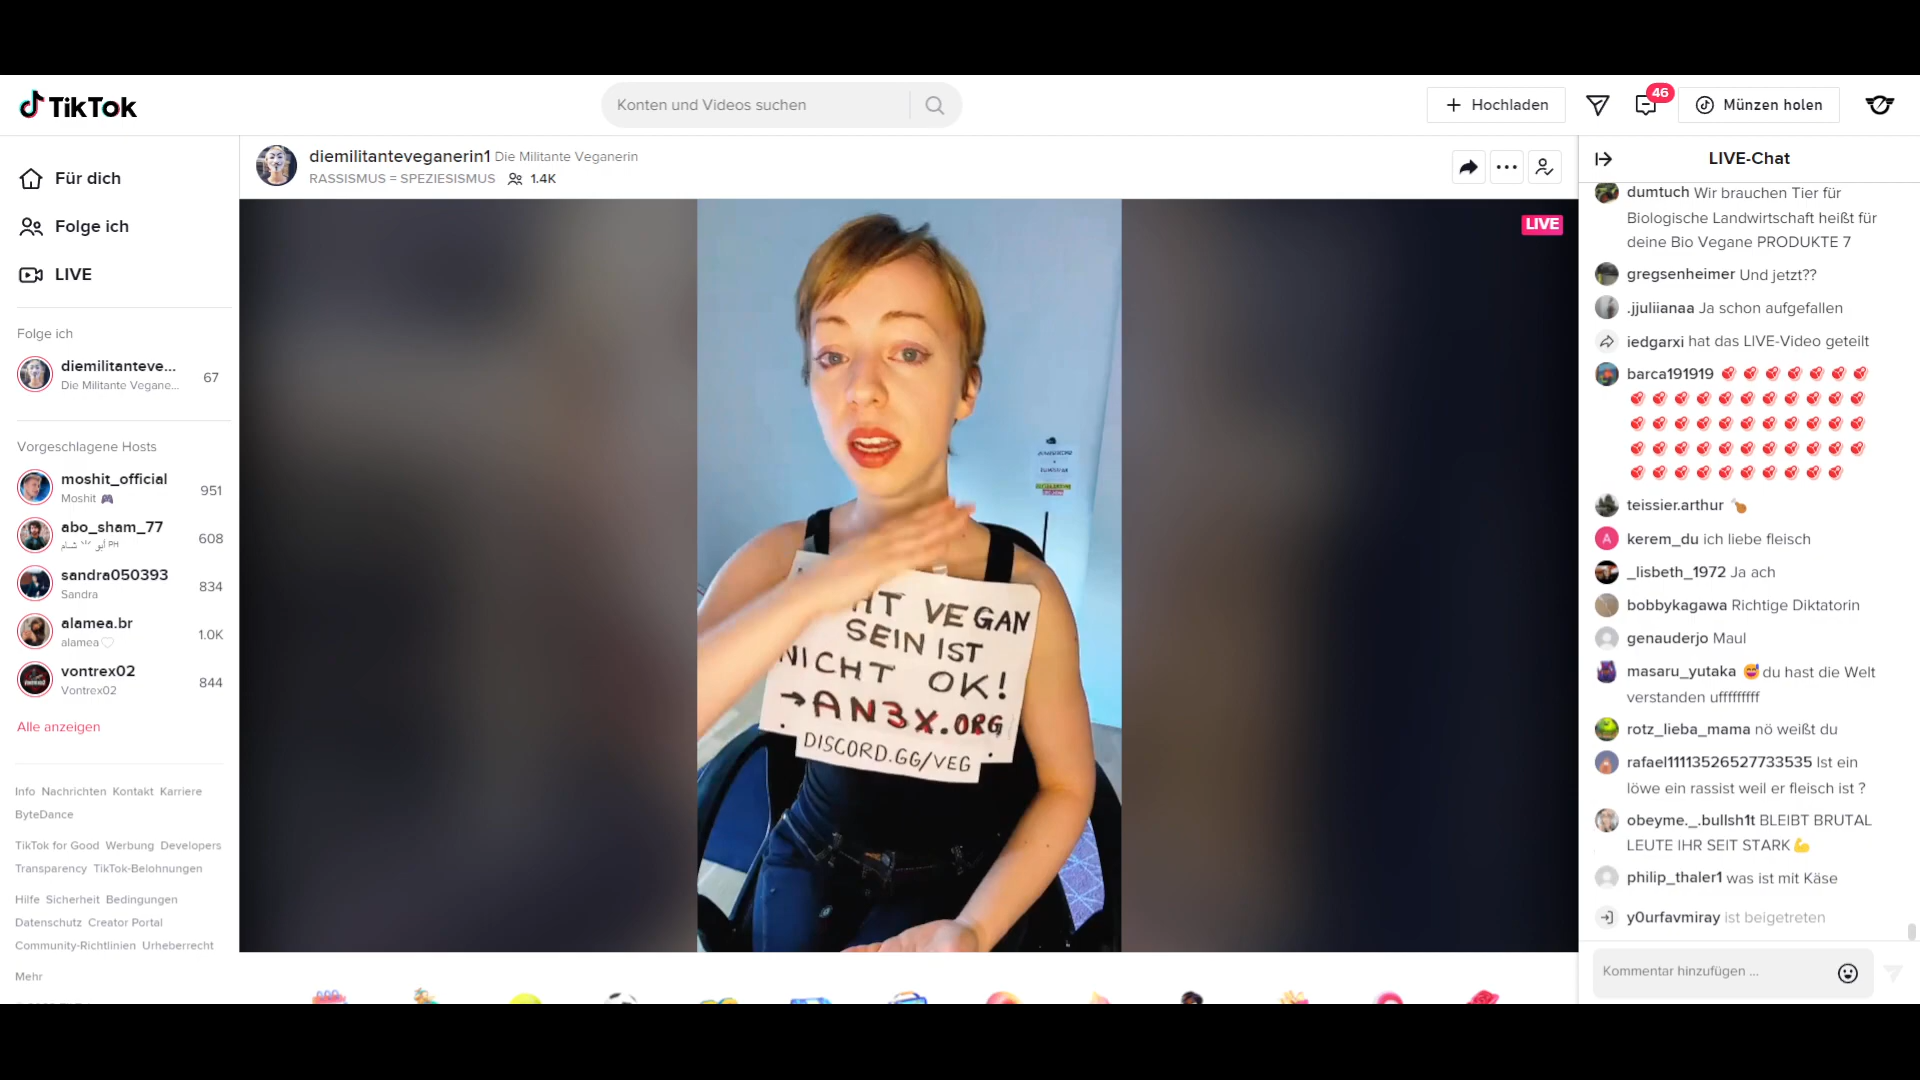 TikTok
Konten und Videos suchen
Hochladen
46
Münzen holen
Für dich
Folge ich
LIVE
Folge ich
diemilitanteve...
Die Militante Vegane...
67
Vorgeschlagene Hosts
moshit_official
Moshit
951
abo_sham_77
608
sandra050393
Sandra
834
alamea.br
alamea
1.0K
vontrex02
Vontrex02
844
Alle anzeigen
Info Nachrichten Kontakt Karriere
ByteDance
TikTok for Good Werbung Developers
Transparency TikTok-Belohnungen
Hilfe Sicherheit Bedingungen
Datenschutz Creator Portal
Community-Richtlinien Urheberrecht
Mehr
diemilitanteveganerin1 Die Militante Veganerin
RASSISMUS = SPEZIESISMUS 1.4K
LIVE
VEGAN
SEIN IST
NICHT OK!
→AN3X.ORG
DISCORD.GG/VEG
LIVE-Chat
dumtuch Wir brauchen Tier für
Biologische Landwirtschaft heißt für
deine Bio Vegane PRODUKTE 7
gregsenheimer Und jetzt??
.jjuliianaa Ja schon aufgefallen
iedgarxi hat das LIVE-Video geteilt
barca191919
teissier.arthur
A
kerem_du ich liebe fleisch
_lisbeth_1972 Ja ach
bobbykagawa Richtige Diktatorin
genauderjo Maul
masaru_yutaka 😅du hast die Welt
verstanden ufffffffff
rotz_lieba_mama nö weißt du
rafael11113526527733535 Ist ein
löwe ein rassist weil er fleisch ist ?
obeyme._.bullsh1t BLEIBT BRUTAL
LEUTE IHR SEIT STARK💪
philip_thaler1 was ist mit Käse
y0urfavmiray ist beigetreten
Kommentar hinzufügen ...